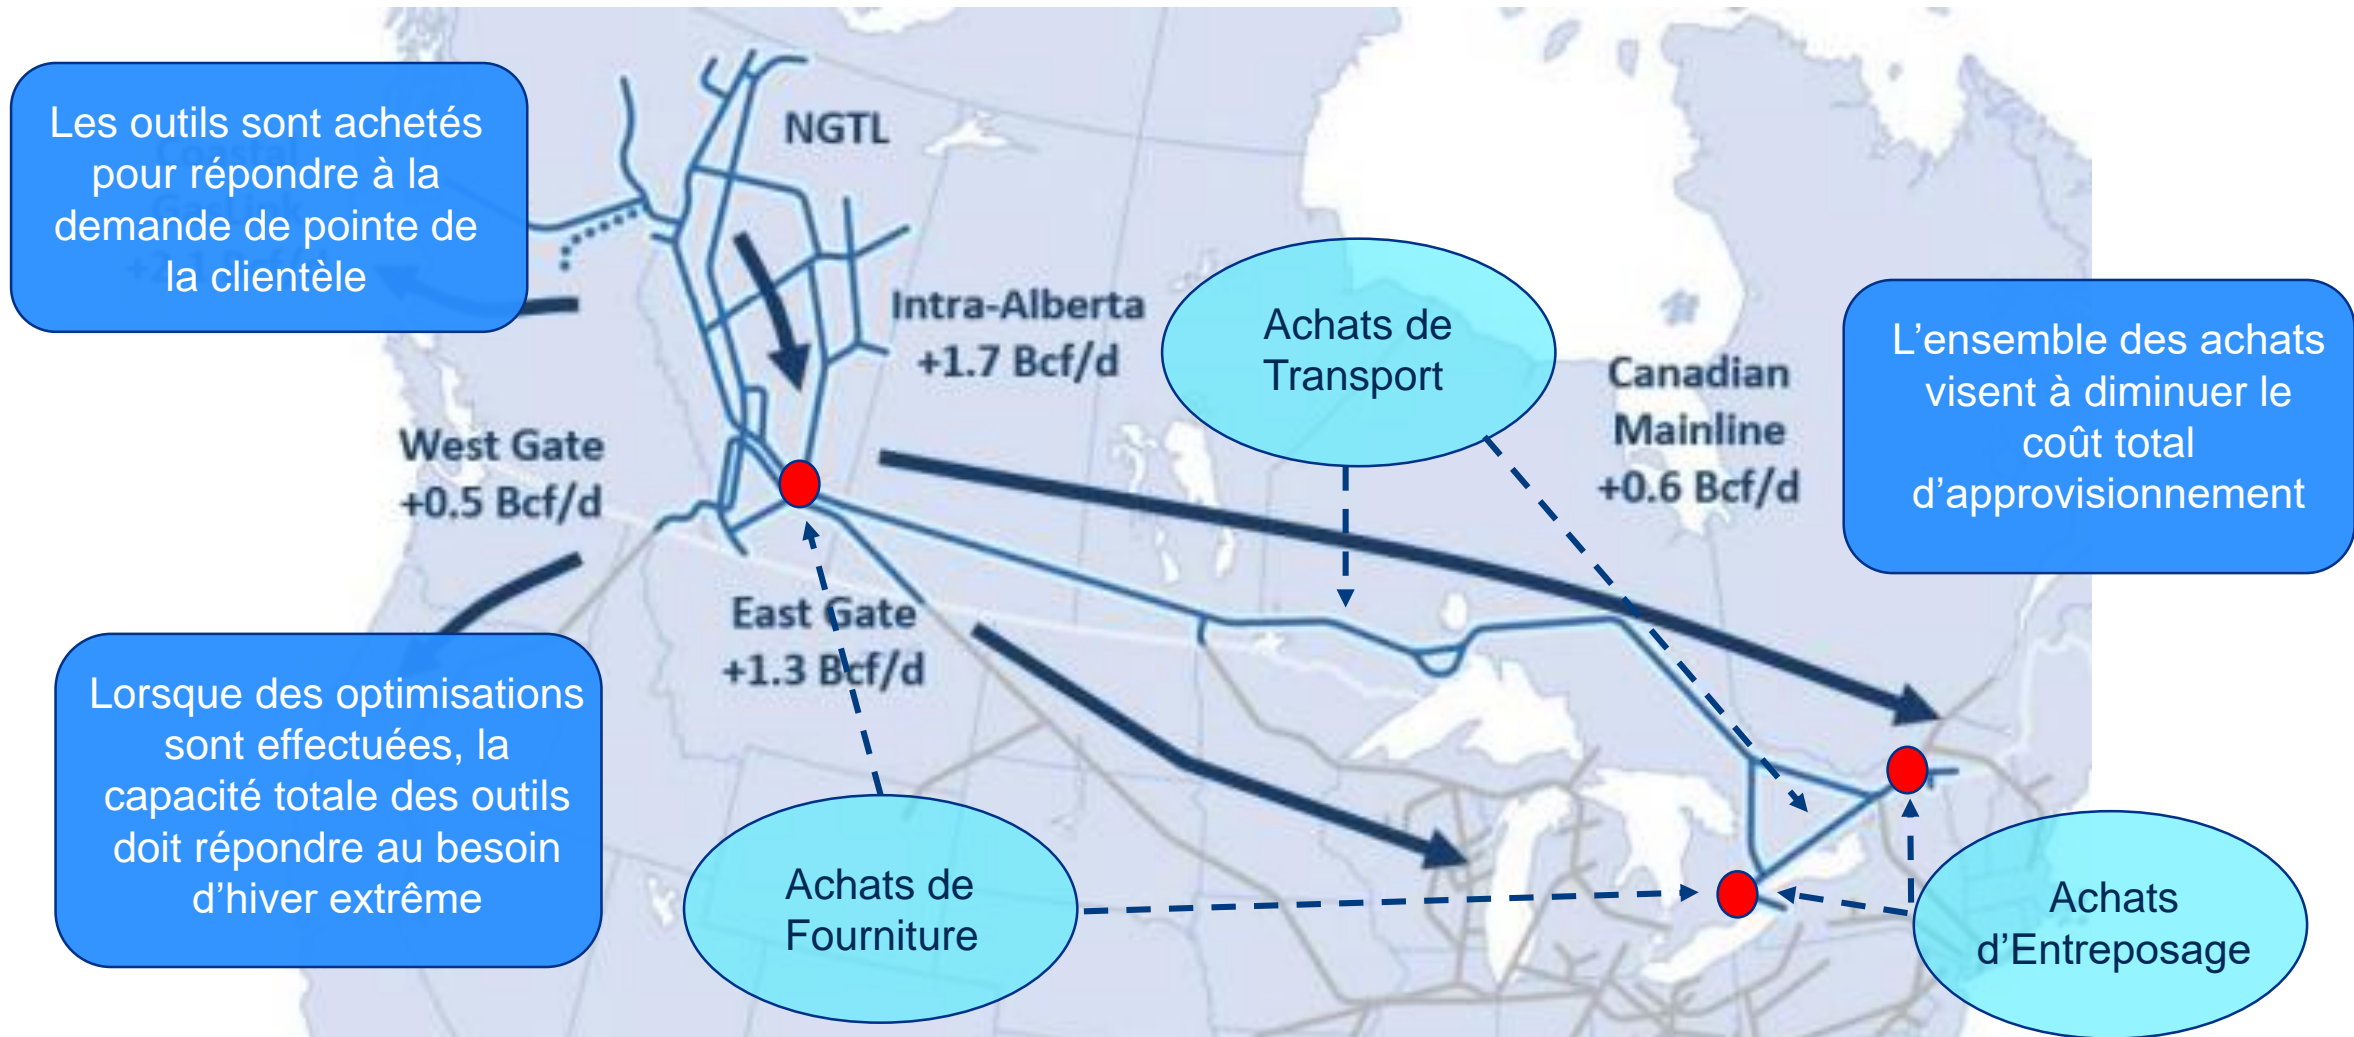 Les outils sont achetés
pour répondre à la
demande de pointe de
la clientèle
Coastal
GasLink
NGTL
Intra-Alberta
+1.7 Bcf/d
West Gate
+0.5 Bcf/d
East Gate
+1.3 Bcf/d
Achats de
Transport
Canadian
Mainline
+0.6 Bcf/d
L’ensemble des achats
visent à diminuer le
coût total
d’approvisionnement
Lorsque des optimisations
sont effectuées, la
capacité totale des outils
doit répondre au besoin
d’hiver extrême
Achats de
Fourniture
Achats
d’Entreposage